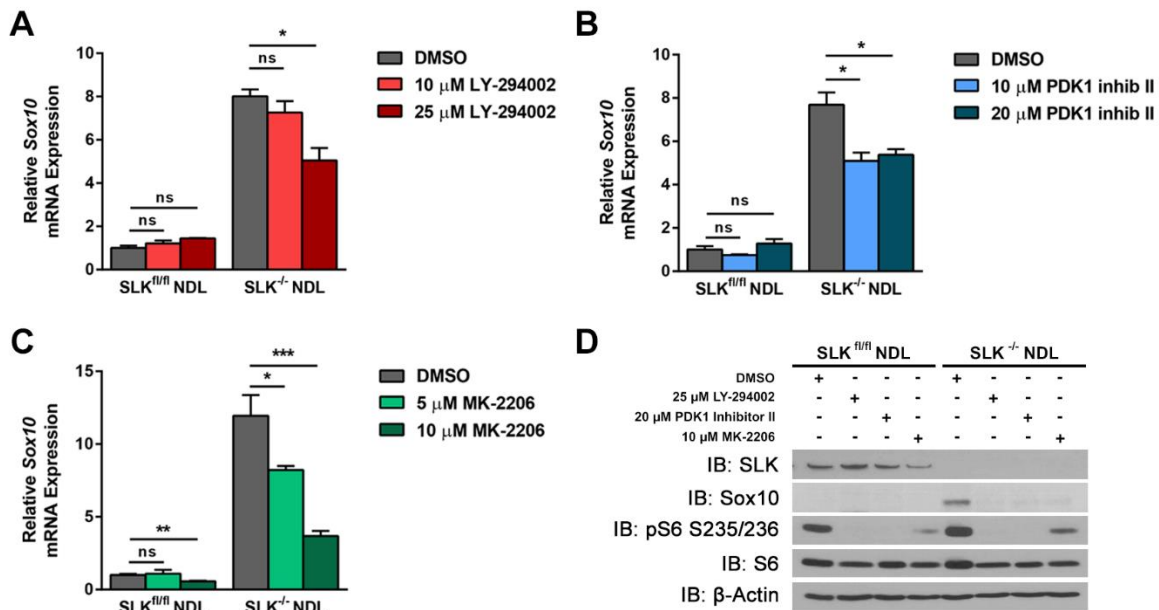 A
Relative Sox10
mRNA Expression
10
8
6
4
2
0
ns
ns
ns
*
SLK^fl/fl NDL
SLK^-/- NDL
DMSO
10 μM LY-294002
25 μM LY-294002
B
Relative Sox10
mRNA Expression
10
8
6
4
2
0
ns
ns
*
*
SLK^fl/fl NDL
SLK^-/- NDL
DMSO
10 μM PDK1 inhib II
20 μM PDK1 inhib II
C
Relative Sox10
mRNA Expression
15
10
5
0
**
ns
***
*
SLK^fl/fl NDL
SLK^-/- NDL
DMSO
5 μM MK-2206
10 μM MK-2206
D
SLK^fl/fl NDL SLK^-/- NDL
DMSO + - - - + - - -
25 μM LY-294002 - + - - - + - -
20 μM PDK1 Inhibitor II - - + - - - + -
10 μM MK-2206 - - - + - - - +
IB: SLK
IB: Sox10
IB: pS6 S235/236
IB: S6
IB: β-Actin